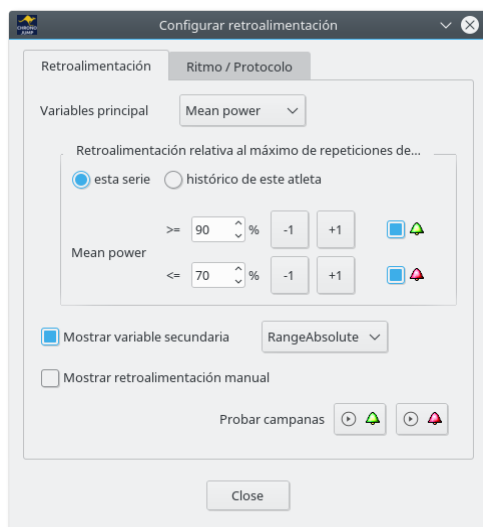 CHRONO
JUMP
Configurar retroalimentación
Retroalimentación
Ritmo / Protocolo
Variables principal
Mean power
Retroalimentación relativa al máximo de repeticiones de...
esta serie
histórico de este atleta
Mean power
>= 90 % -1 +1
<= 70 % -1 +1
Mostrar variable secundaria
RangeAbsolute
Mostrar retroalimentación manual
Probar campanas
Close